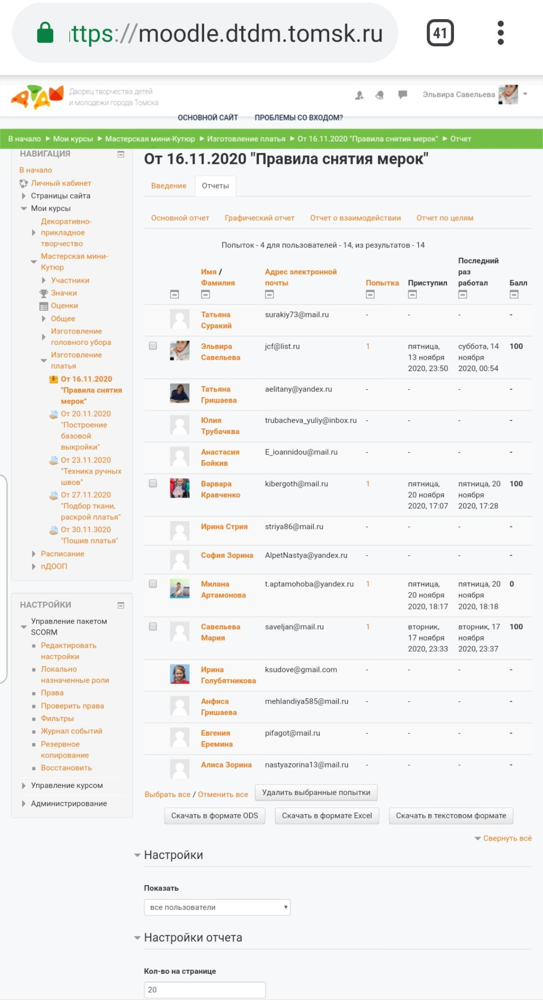 ttps://moodle.dtdm.tomsk.ru
41
Дворец творчества детей
и молодежи города Томска
Эльвира Савельева
ОСНОВНОЙ САЙТ ПРОБЛЕМЫ СО ВХОДОМ?
В начало ► Мои курсы ► Мастерская мини-Кутюр ► Изготовление платья ► От 16.11.2020 "Правила снятия мерок" ► Отчет
НАВИГАЦИЯ
В начало
Личный кабинет
Страницы сайта
Мои курсы
Декоративно-
прикладное
творчество
Мастерская мини-
Кутюр
Участники
Значки
Оценки
Общее
Изготовление
головного убора
Изготовление
платья
От 16.11.2020
"Правила снятия
мерок"
От 20.11.2020
"Построение
базовой
выкройки"
От 23.11.2020
"Техника ручных
швов"
От 27.11.2020
"Подбор ткани,
раскрой платья"
От 30.11.3020
"Пошив платья"
Расписание
пДООП
НАСТРОЙКИ
Управление пакетом
SCORM
Редактировать
настройки
Локально
назначенные роли
Права
Проверить права
Фильтры
Журнал событий
Резервное
копирование
Восстановить
Управление курсом
Администрирование
От 16.11.2020 "Правила снятия мерок"
Введение Отчеты
Основной отчет Графический отчет Отчет о взаимодействии Отчет по целям
Попыток - 4 для пользователей - 14, из результатов - 14
Последний
Имя / Адрес электронной раз
Фамилия почты Попытка Приступил работал Балл
Татьяна surakiy73@mail.ru - - - -
Суракий
Эльвира jcf@list.ru 1 пятница, суббота, 14 100
Савельева 13 ноября ноября
2020, 23:50 2020, 00:54
Татьяна aelitany@yandex.ru - - - -
Гришаева
Юлия trubacheva_yuliy@inbox.ru - - - -
Трубачква
Анастасия E_ioannidou@mail.ru - - - -
Бойкив
Варвара kibergoth@mail.ru 1 пятница, пятница, 20 100
Кравченко 20 ноября ноября
2020, 17:07 2020, 17:28
Ирина Стрия striya86@mail.ru - - - -
София Зорина AlpetNastya@yandex.ru - - - -
Милана t.aptamohoba@yandex.ru 1 пятница, пятница, 20 0
Артамонова 20 ноября ноября
2020, 18:17 2020, 18:18
Савельева saveljan@mail.ru 1 вторник, вторник, 17 100
Мария 17 ноября ноября
2020, 23:33 2020, 23:37
Ирина ksudove@gmail.com - - - -
Голубятникова
Анфиса mehlandiya585@mail.ru - - - -
Гришаева
Евгения pifagot@mail.ru - - - -
Еремина
Алиса Зорина nastyazorina13@mail.ru - - - -
Выбрать все / Отменить все Удалить выбранные попытки
Скачать в формате ODS Скачать в формате Excel Скачать в текстовом формате
Свернуть всё
Настройки
Показать
все пользователи
Настройки отчета
Кол-во на странице
20